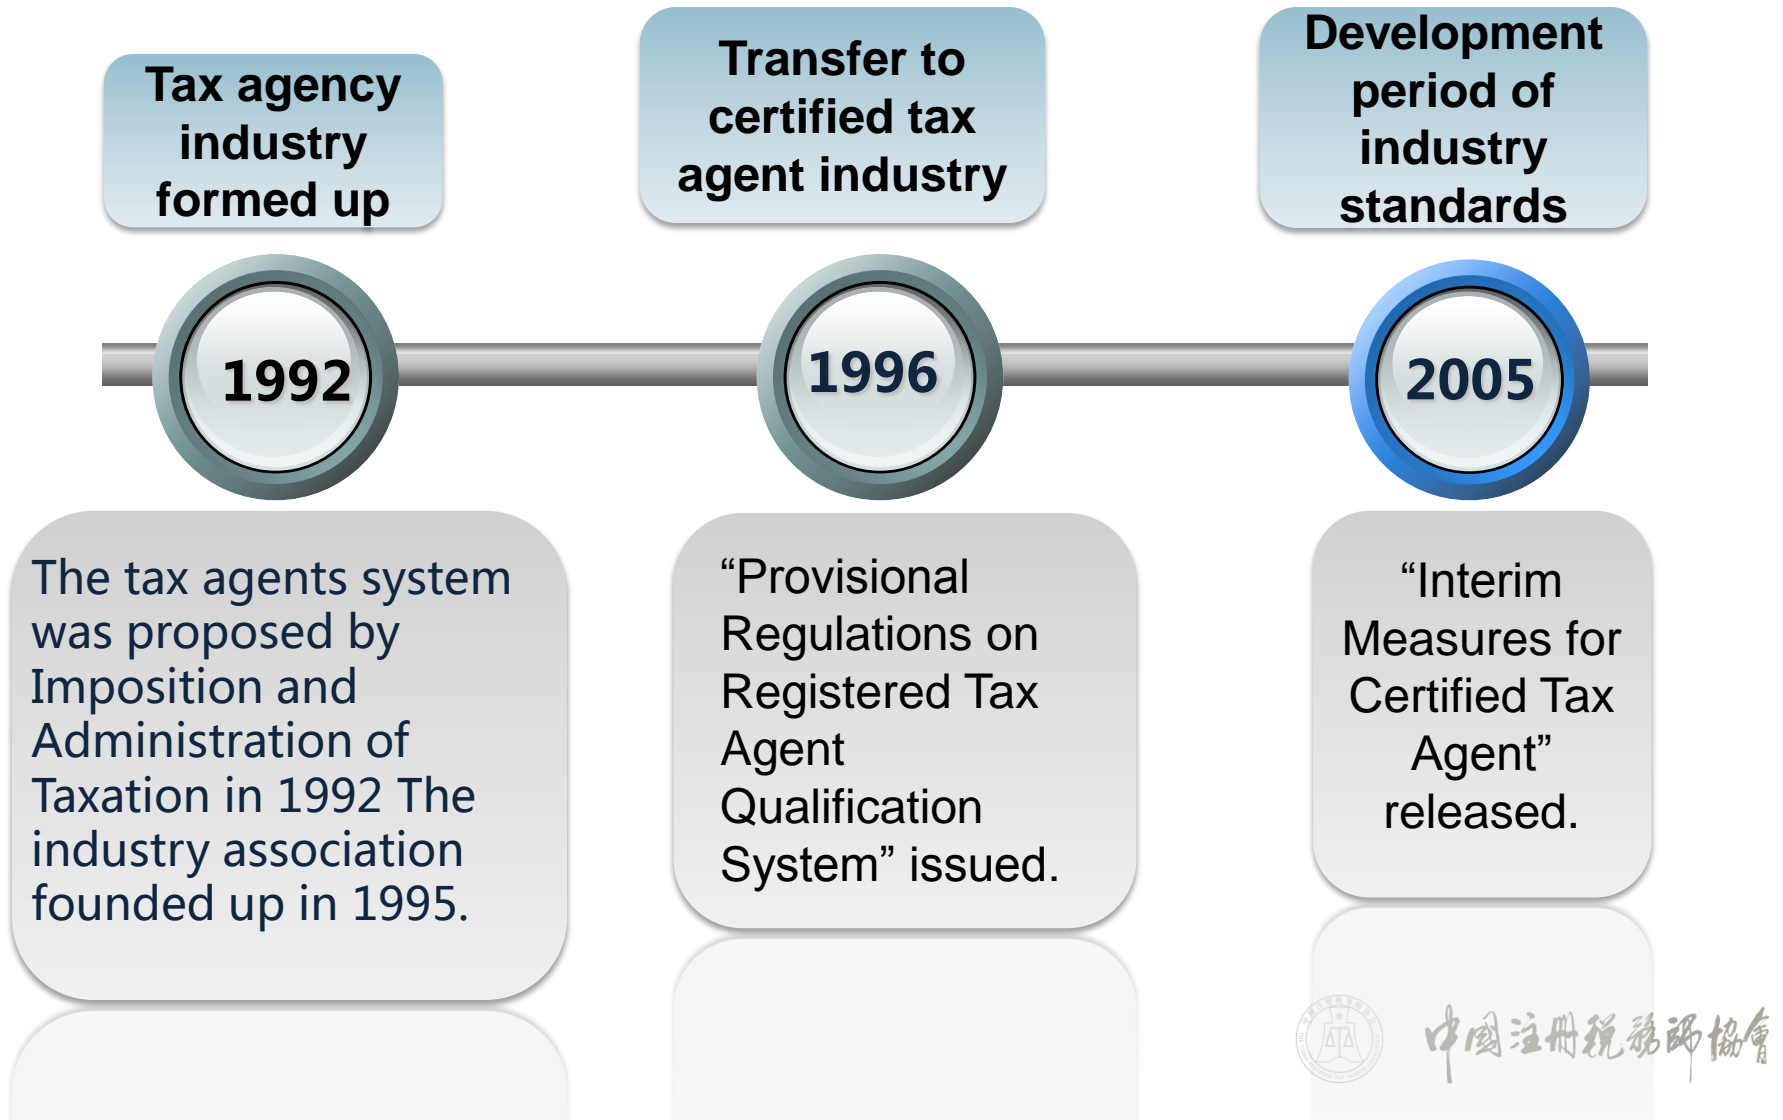 Tax agency
industry
formed up
Transfer to
certified tax
agent industry
Development
period of
industry
standards
1992
1996
2005
The tax agents system
was proposed by
Imposition and
Administration of
Taxation in 1992 The
industry association
founded up in 1995.
“Provisional
Regulations on
Registered Tax
Agent
Qualification
System” issued.
“Interim
Measures for
Certified Tax
Agent”
released.
中国注册税务师协會